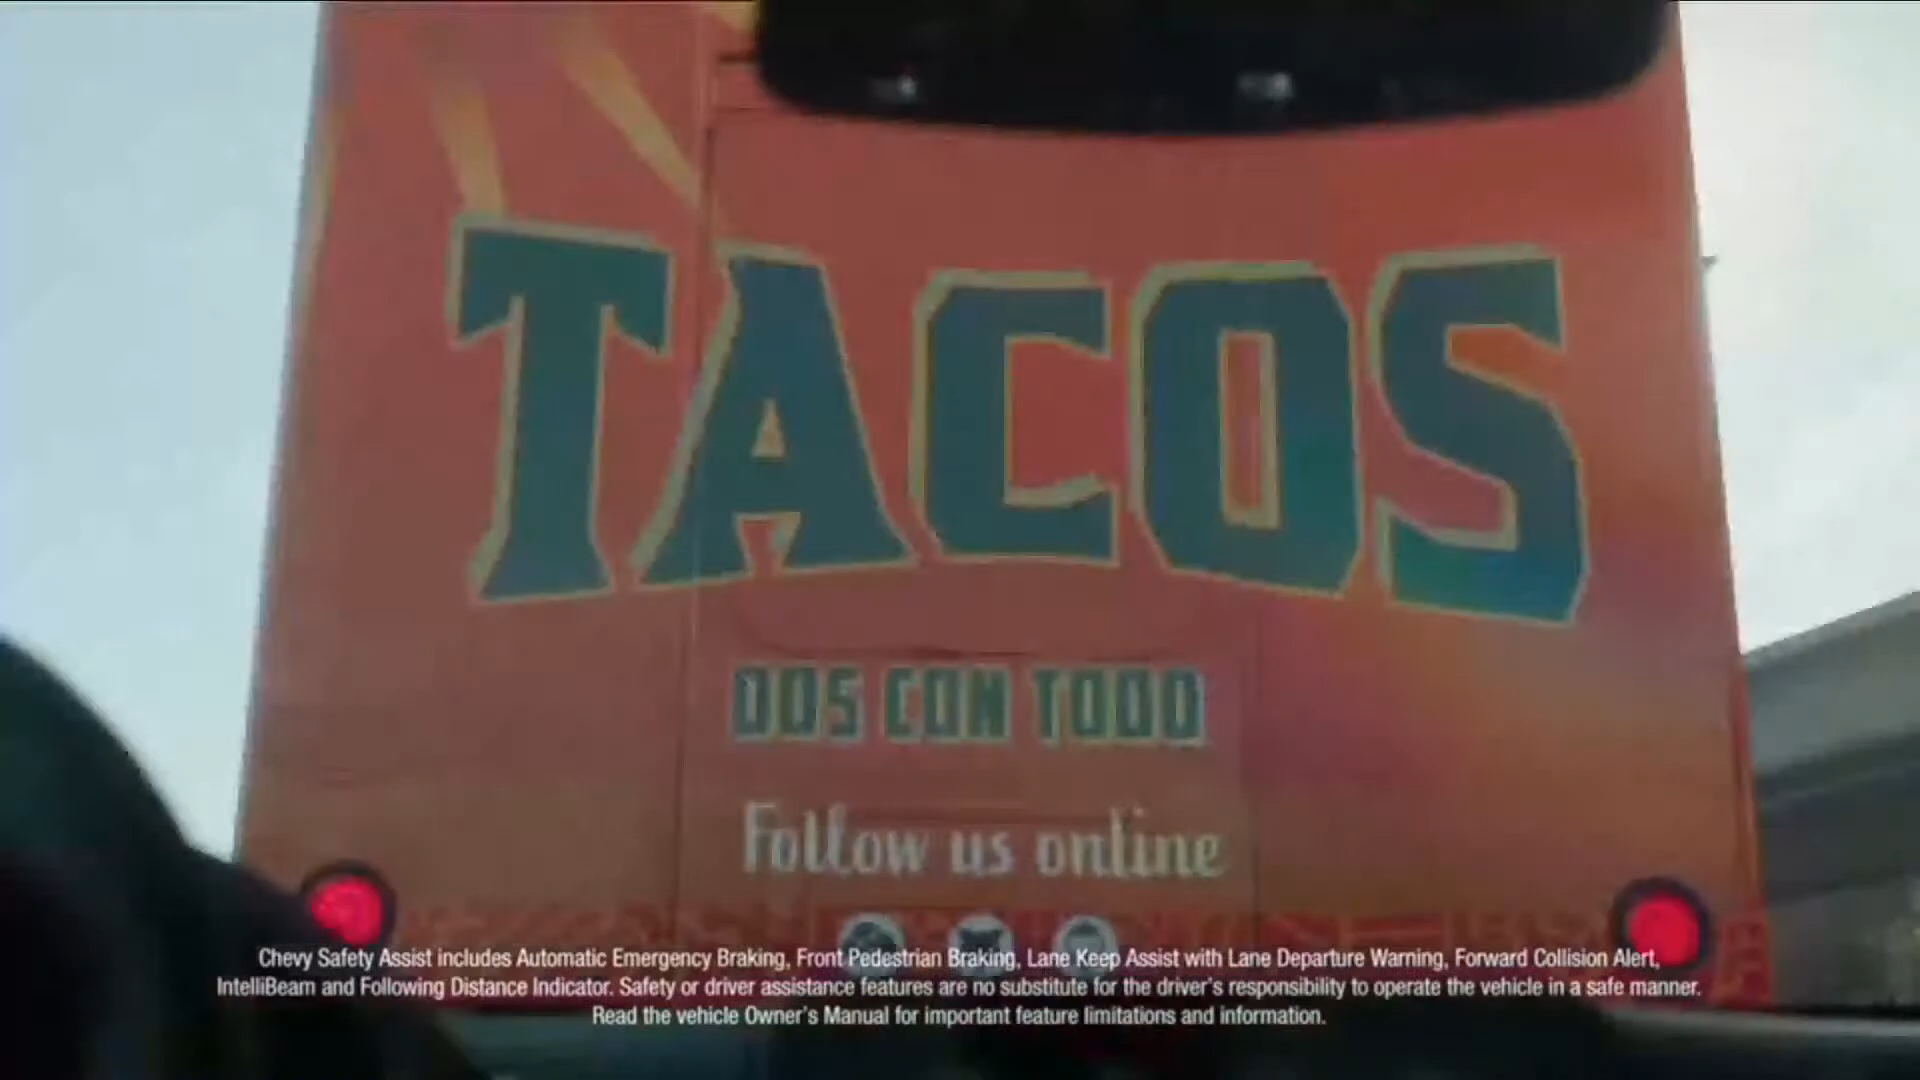 TACOS
DOS CON TODO
Follow us online
Chevy Safety Assist includes Automatic Emergency Braking, Front Pedestrian Braking, Lane Keep Assist with Lane Departure Warning, Forward Collision Alert,
IntelliBeam and Following Distance Indicator. Safety or driver assistance features are no substitute for the driver's responsibility to operate the vehicle in a safe manner.
Read the vehicle Owner's Manual for important feature limitations and information.